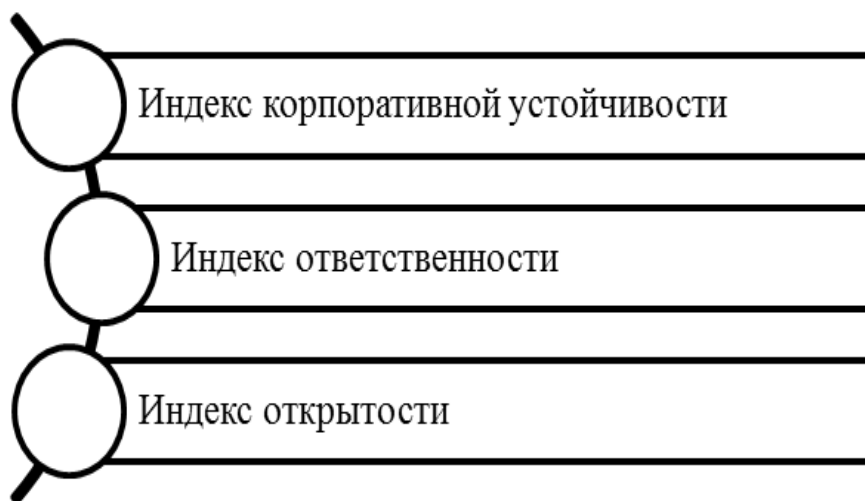 Индекс корпоративной устойчивости
Индекс ответственности
Индекс открытости